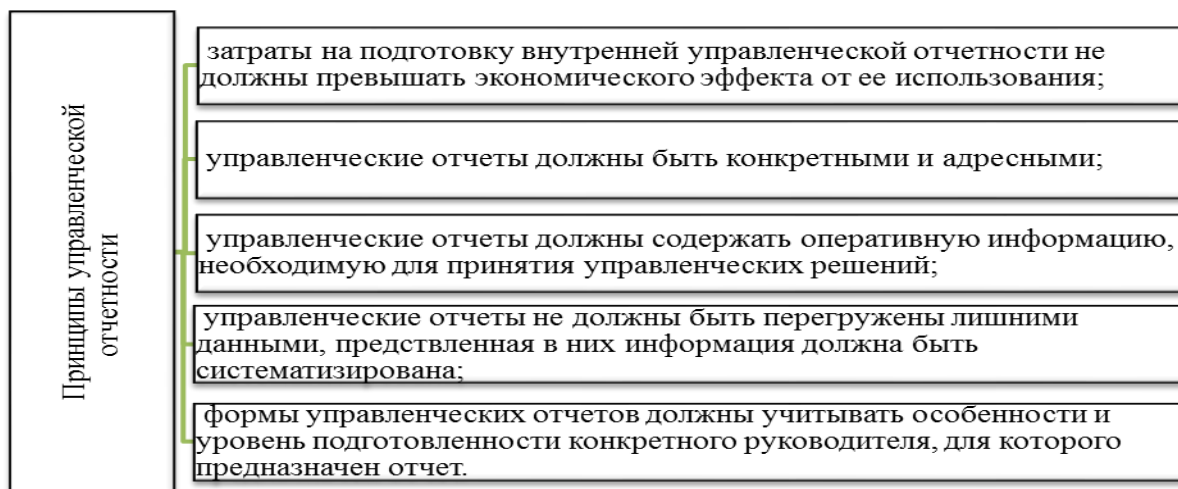 Принципы управленческой
отчетности
затраты на подготовку внутренней управленческой отчетности не
должны превышать экономического эффекта от ее использования;
управленческие отчеты должны быть конкретными и адресными;
управленческие отчеты должны содержать оперативную информацию,
необходимую для принятия управленческих решений;
управленческие отчеты не должны быть перегружены лишними
данными, предствленная в них информация должна быть
систематизирована;
формы управленческих отчетов должны учитывать особенности и
уровень подготовленности конкретного руководителя, для которого
предназначен отчет.